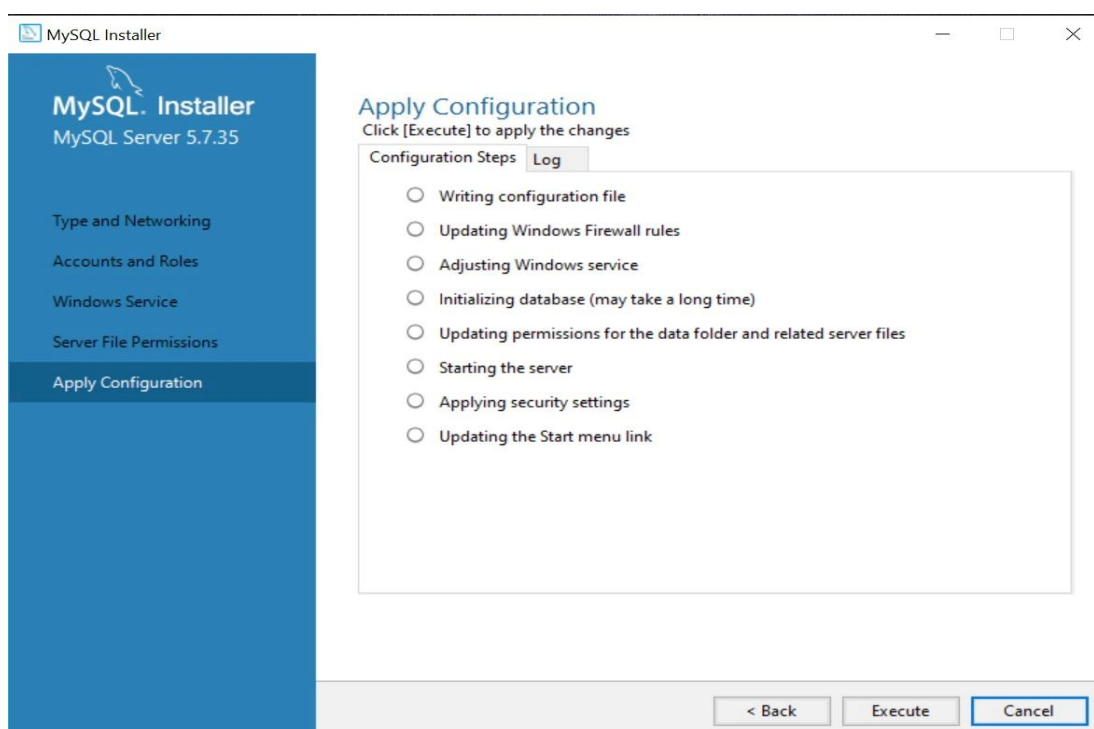 MySQL Installer
MySQL. Installer
MySQL Server 5.7.35
Type and Networking
Accounts and Roles
Windows Service
Server File Permissions
Apply Configuration
Apply Configuration
Click [Execute] to apply the changes
Configuration Steps Log
Writing configuration file
Updating Windows Firewall rules
Adjusting Windows service
Initializing database (may take a long time)
Updating permissions for the data folder and related server files
Starting the server
Applying security settings
Updating the Start menu link
< Back Execute Cancel